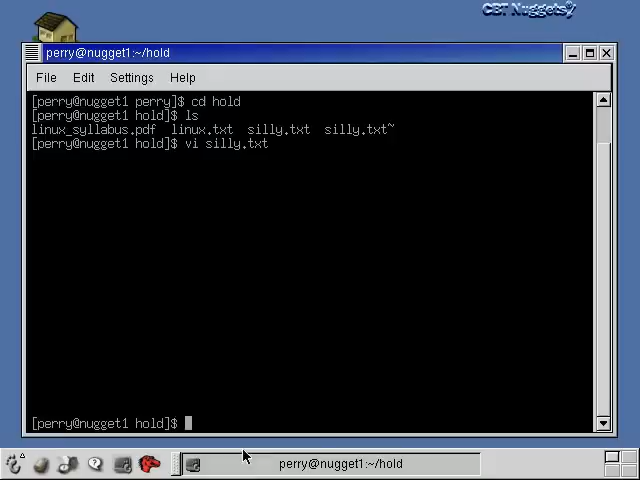 CBT Nuggets
perry@nugget1:~/hold
File Edit Settings Help
[perry@nugget1 perry]$ cd hold
[perry@nugget1 hold]$ ls
linux_syllabus.pdf linux.txt silly.txt silly.txt~
[perry@nugget1 hold]$ vi silly.txt
[perry@nugget1 hold]$
perry@nugget1:~/hold